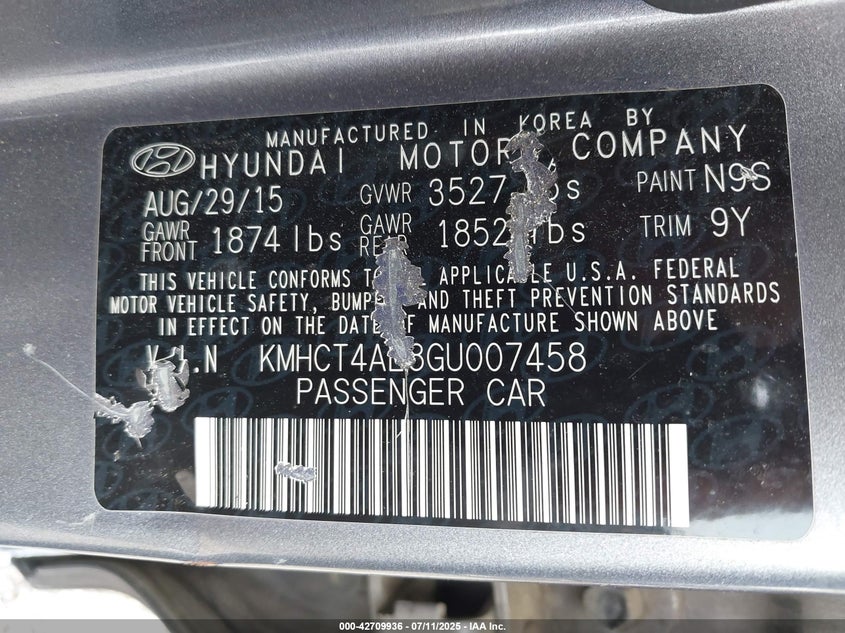 MANUFACTURED IN KOREA BY
HYUNDAI MOTOR COMPANY
AUG/29/15 GVWR PAINT N9S
GAWR FRONT 1874 lbs GAWR REAR lbs TRIM 9Y
THIS VEHICLE CONFORMS TO APPLICABLE U.S.A. FEDERAL
MOTOR VEHICLE SAFETY, BUMPER AND THEFT PREVENTION STANDARDS
IN EFFECT ON THE DATE OF MANUFACTURE SHOWN ABOVE
V.I.N
PASSENGER CAR
000-42709936 - 07/11/2025 - IAA Inc.